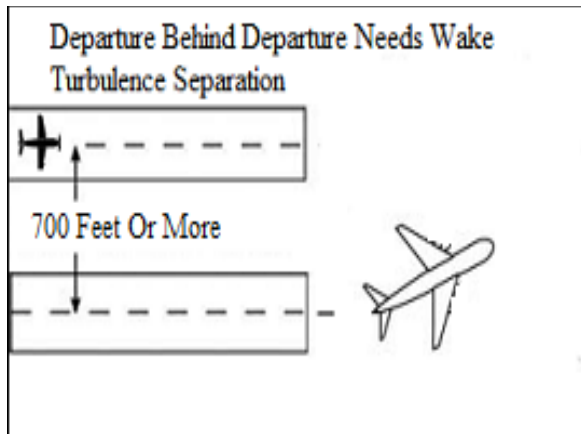 Departure Behind Departure Needs Wake
Turbulence Separation
700 Feet Or More